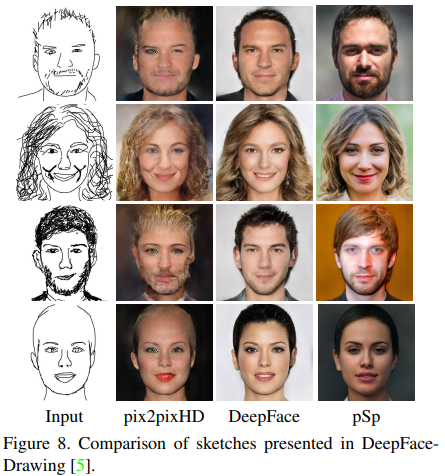 Input pix2pixHD DeepFace pSp
Figure 8. Comparison of sketches presented in DeepFace-
Drawing [5].